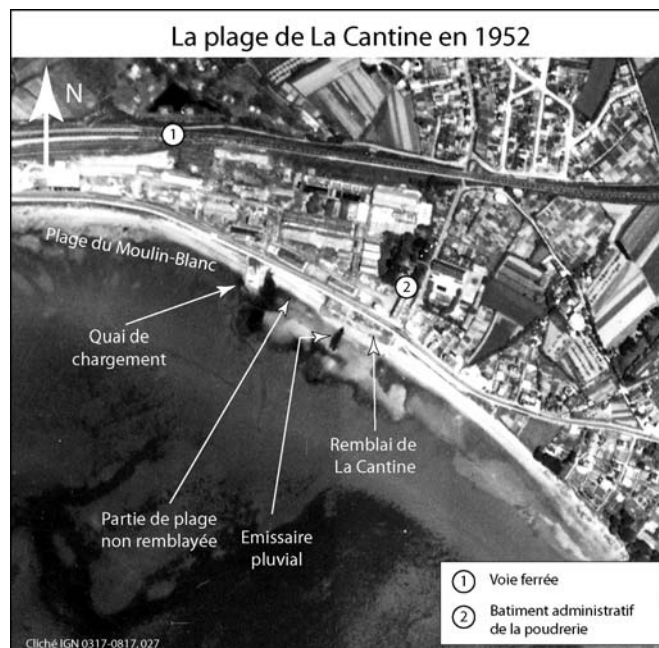 La plage de La Cantine en 1952
N
1
Plage du Moulin-Blanc
2
Quai de
chargement
Remblai de
La Cantine
Partie de plage
non remblayée
Emissaire
pluvial
1 Voie ferrée
2 Batiment administratif
de la poudrerie
Cliché IGN 0317-0817, 027